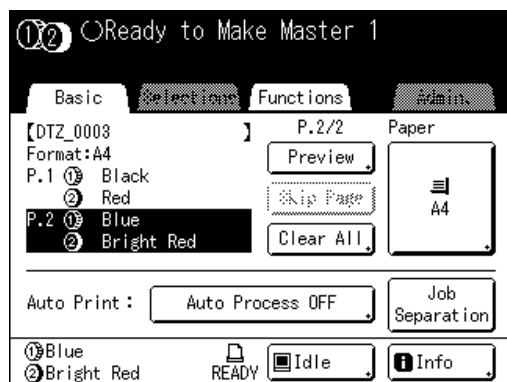 ①② Ready to Make Master 1
Basic Selections Functions Admin.
【DTZ_0003 】 P.2/2 Paper
Format:A4 Preview
P.1 ① Black
② Red Skip Page A4
P.2 ① Blue
② Bright Red Clear All
Auto Print: Auto Process OFF Job Separation
①Blue READY Idle Info
②Bright Red